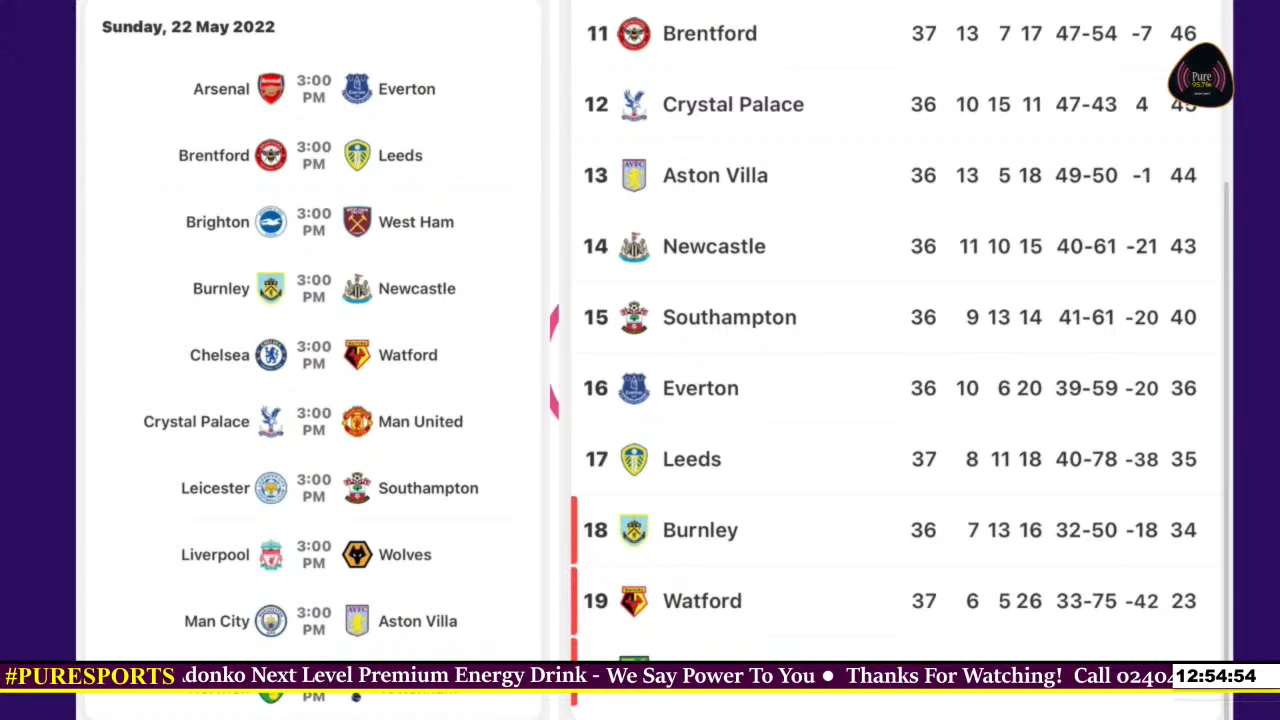 Sunday, 22 May 2022
Arsenal 3:00 PM Everton
Brentford 3:00 PM Leeds
Brighton 3:00 PM West Ham
Burnley 3:00 PM Newcastle
Chelsea 3:00 PM Watford
Crystal Palace 3:00 PM Man United
Leicester 3:00 PM Southampton
Liverpool 3:00 PM Wolves
Man City 3:00 PM Aston Villa
11 Brentford 37 13 7 17 47-54 -7 46
12 Crystal Palace 36 10 15 11 47-43 4 45
13 Aston Villa 36 13 5 18 49-50 -1 44
14 Newcastle 36 11 10 15 40-61 -21 43
15 Southampton 36 9 13 14 41-61 -20 40
16 Everton 36 10 6 20 39-59 -20 36
17 Leeds 37 8 11 18 40-78 -38 35
18 Burnley 36 7 13 16 32-50 -18 34
19 Watford 37 6 5 26 33-75 -42 23
Pure
95.7fm
#PURESPORTS donko Next Level Premium Energy Drink - We Say Power To You ● Thanks For Watching! Call 0240 12:54:54